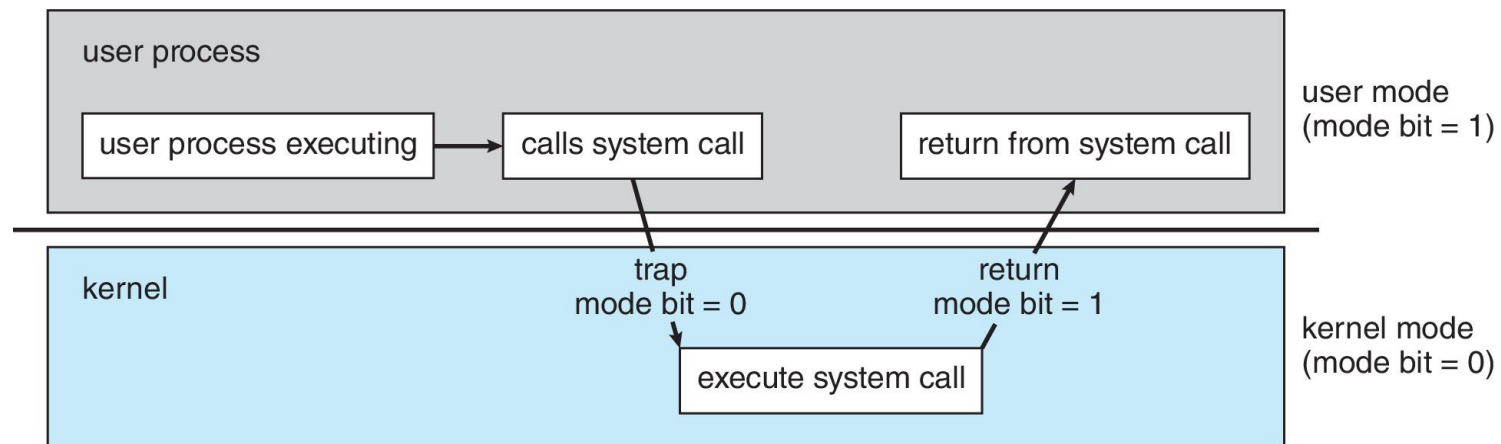 user process
user process executing
calls system call
return from system call
user mode
(mode bit = 1)
kernel
trap
mode bit = 0
return
mode bit = 1
execute system call
kernel mode
(mode bit = 0)